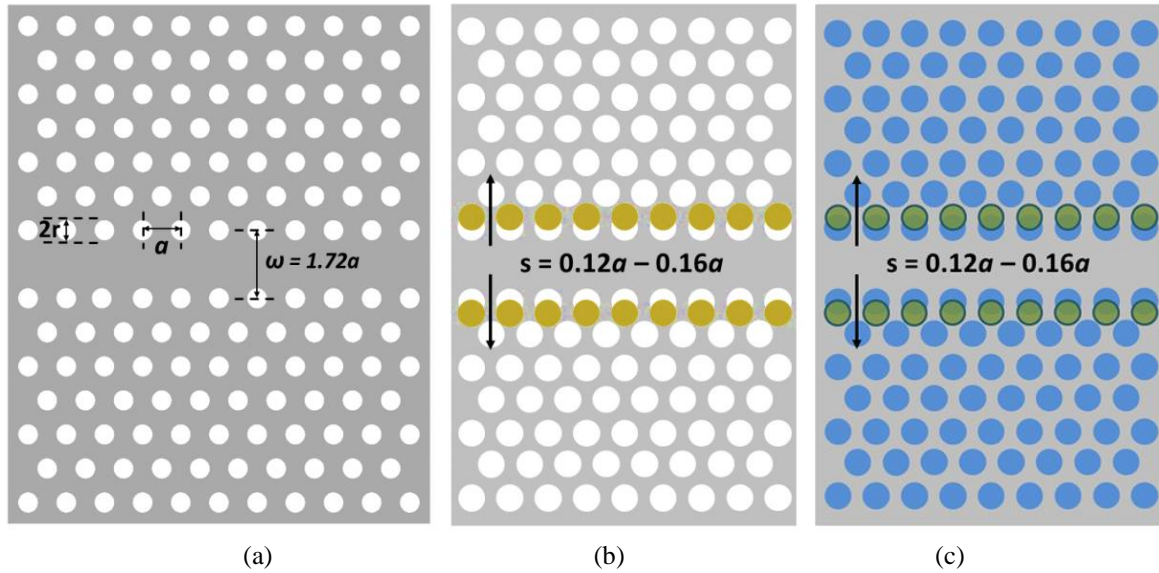 2r
a
ω = 1.72a
s = 0.12a – 0.16a
s = 0.12a – 0.16a
(a)
(b)
(c)